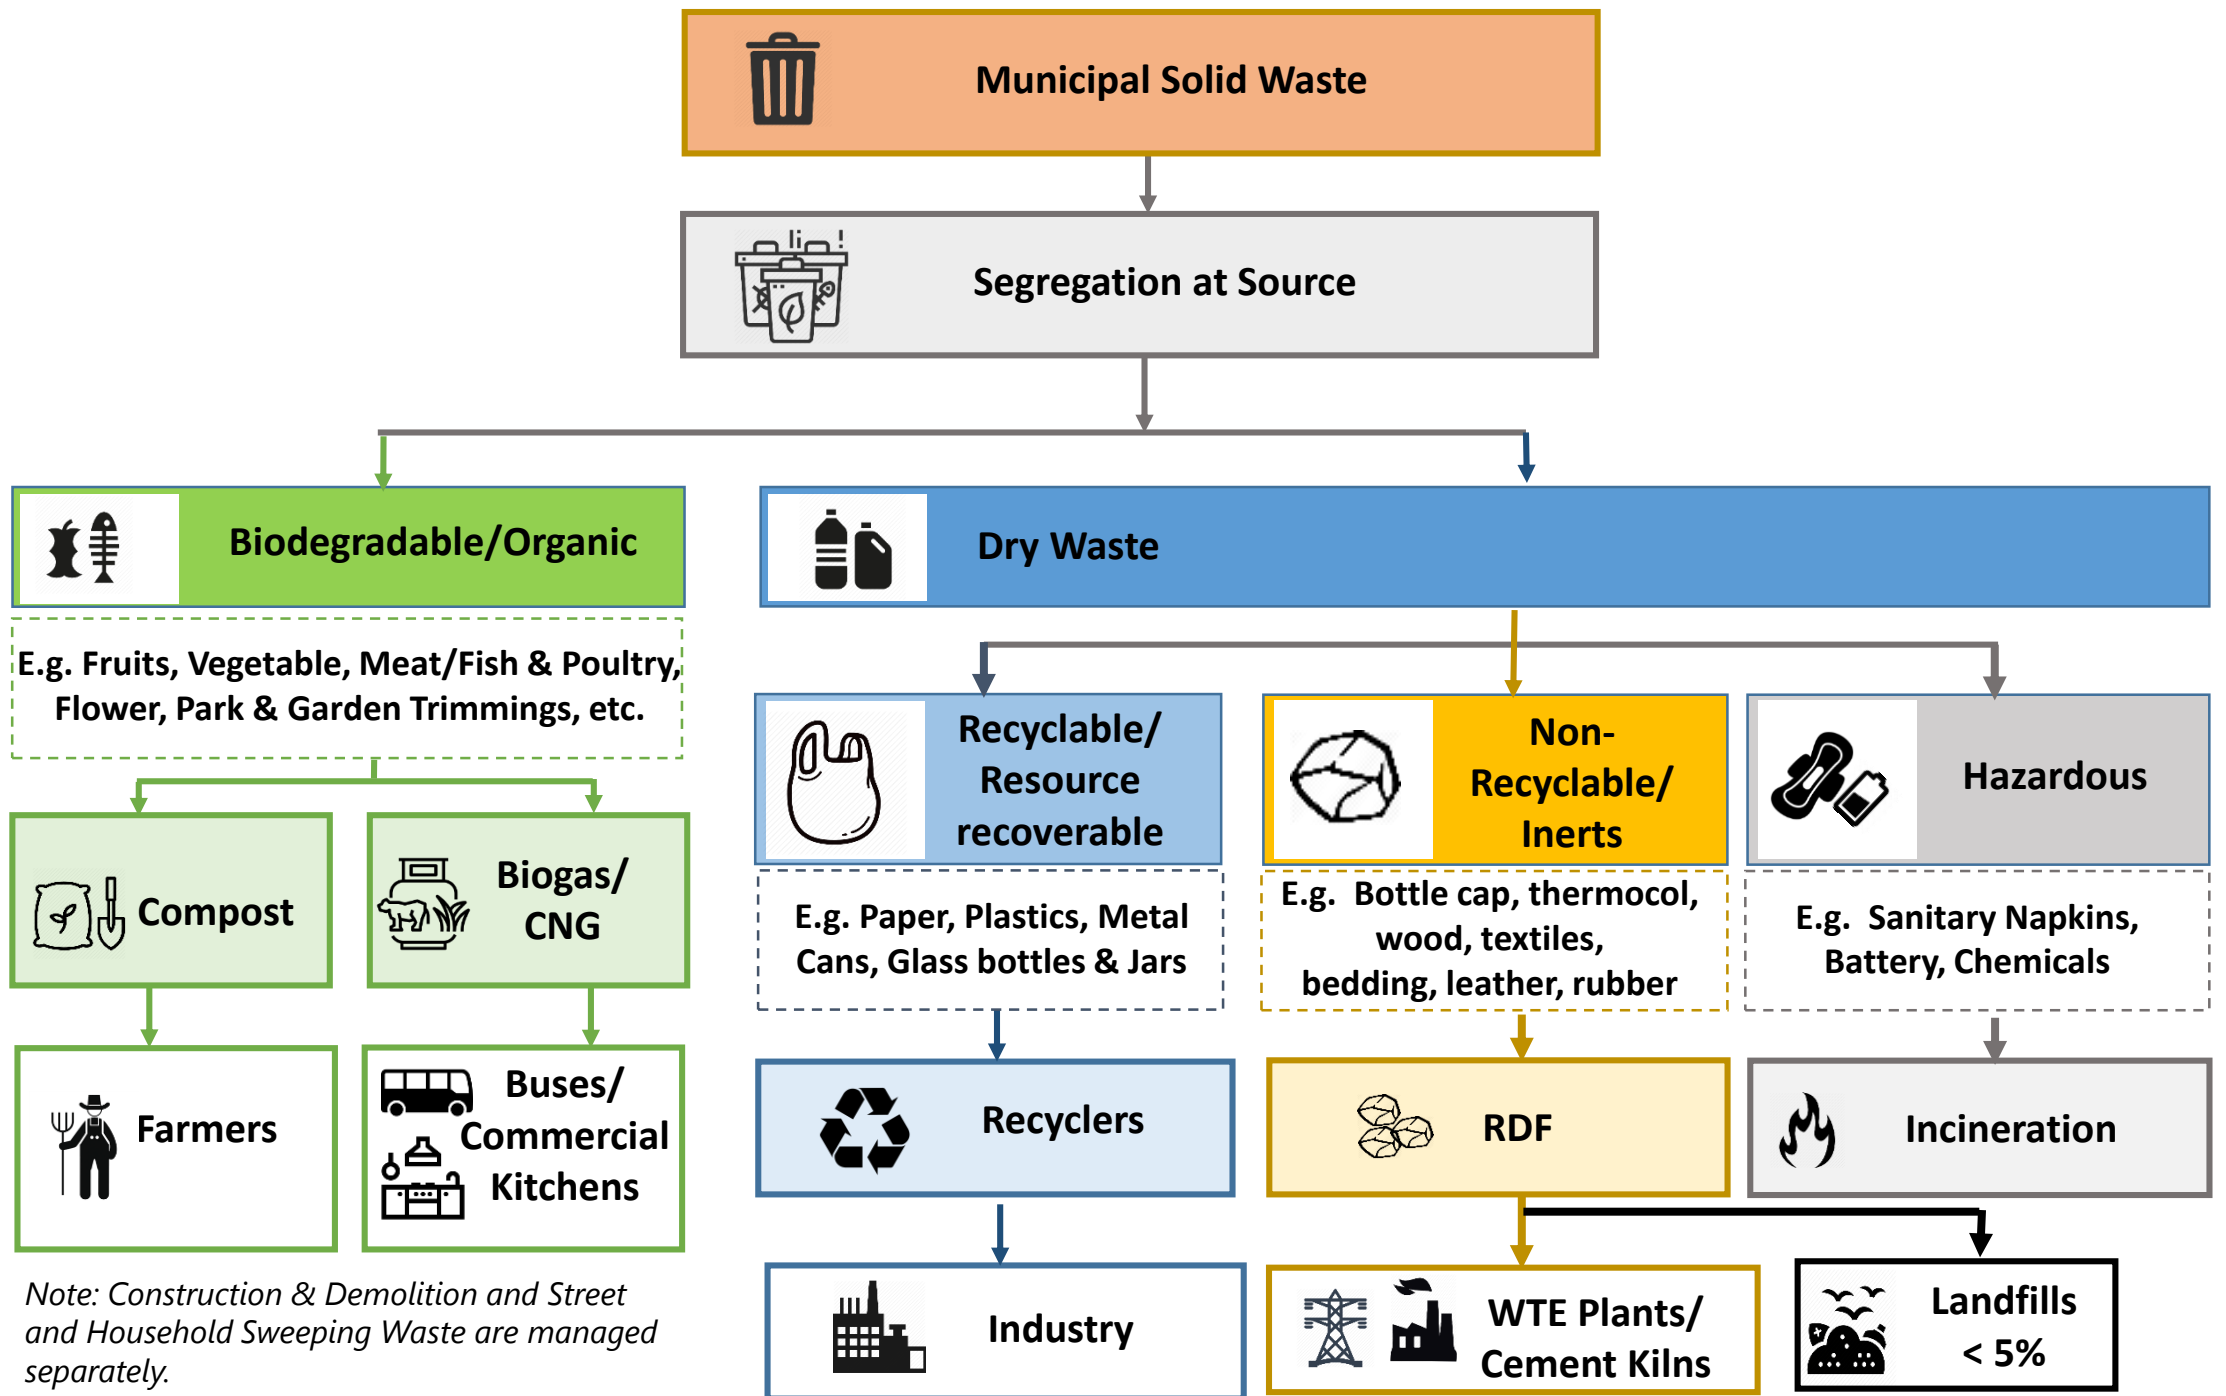 Municipal Solid Waste
Segregation at Source
Biodegradable/Organic
Dry Waste
E.g. Fruits, Vegetable, Meat/Fish & Poultry,
Flower, Park & Garden Trimmings, etc.
Recyclable/
Resource
recoverable
Non-
Recyclable/
Inerts
Hazardous
Compost
Biogas/
CNG
E.g. Paper, Plastics, Metal
Cans, Glass bottles & Jars
E.g. Bottle cap, thermocol,
wood, textiles,
bedding, leather, rubber
E.g. Sanitary Napkins,
Battery, Chemicals
Farmers
Buses/
Commercial
Kitchens
Recyclers
RDF
Incineration
Industry
WTE Plants/
Cement Kilns
Landfills
< 5%
Note: Construction & Demolition and Street
and Household Sweeping Waste are managed
separately.